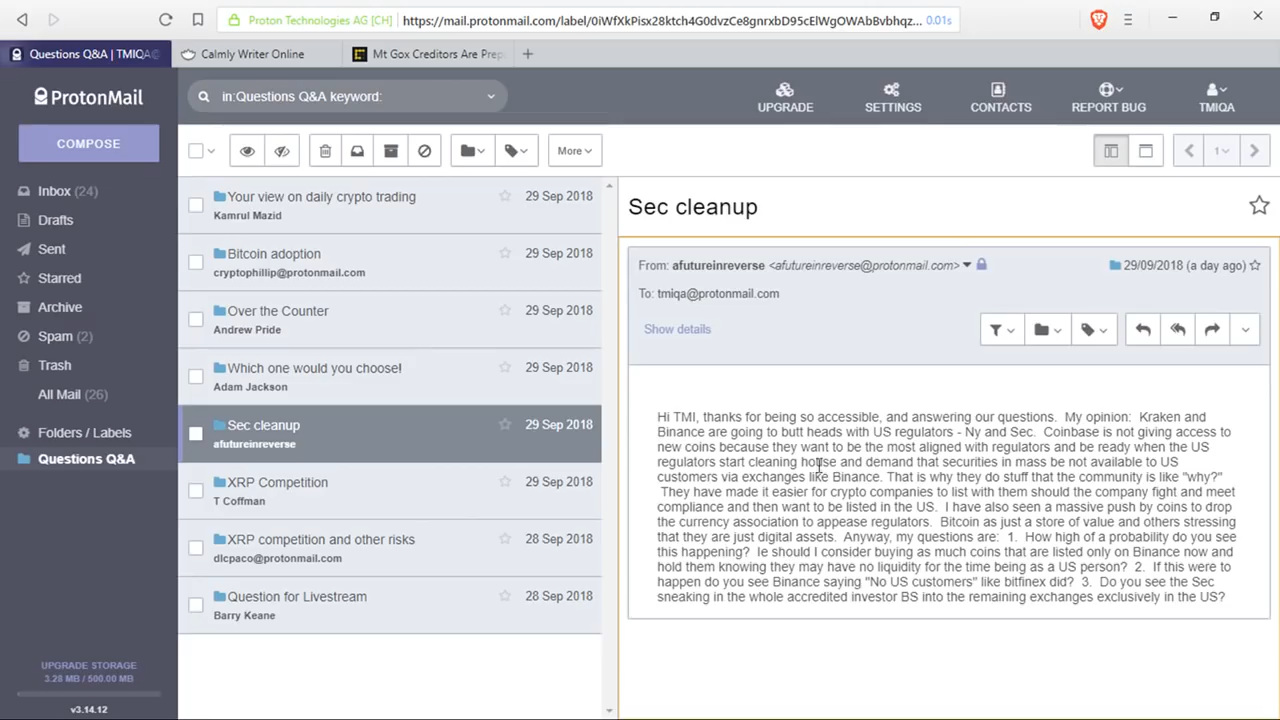 Proton Technologies AG [CH]
https://mail.protonmail.com/label/0iWfXkPisx28ktch4G0dvzCe8gnrxbD95cElWgOWAbBvbhqz...
0.01s
Questions Q&A | TMIQA@
Calmly Writer Online
Mt Gox Creditors Are Prep
ProtonMail
in:Questions Q&A keyword:
UPGRADE
SETTINGS
CONTACTS
REPORT BUG
TMIQA
COMPOSE
More
1
Inbox (24)
Drafts
Sent
Starred
Archive
Spam (2)
Trash
All Mail (26)
Folders / Labels
Questions Q&A
UPGRADE STORAGE
3.28 MB / 500.00 MB
v3.14.12
Your view on daily crypto trading 29 Sep 2018
Kamrul Mazid
Bitcoin adoption 29 Sep 2018
cryptophillip@protonmail.com
Over the Counter 29 Sep 2018
Andrew Pride
Which one would you choose! 29 Sep 2018
Adam Jackson
Sec cleanup 29 Sep 2018
afutureinreverse
XRP Competition 29 Sep 2018
T Coffman
XRP competition and other risks 28 Sep 2018
dlcpaco@protonmail.com
Question for Livestream 28 Sep 2018
Barry Keane
Sec cleanup
From: afutureinreverse <afutureinreverse@protonmail.com> 29/09/2018 (a day ago)
To: tmiqa@protonmail.com
Show details
Hi TMI, thanks for being so accessible, and answering our questions. My opinion: Kraken and
Binance are going to butt heads with US regulators - Ny and Sec. Coinbase is not giving access to
new coins because they want to be the most aligned with regulators and be ready when the US
regulators start cleaning house and demand that securities in mass be not available to US
customers via exchanges like Binance. That is why they do stuff that the community is like "why?"
They have made it easier for crypto companies to list with them should the company fight and meet
compliance and then want to be listed in the US. I have also seen a massive push by coins to drop
the currency association to appease regulators. Bitcoin as just a store of value and others stressing
that they are just digital assets. Anyway, my questions are: 1. How high of a probability do you see
this happening? Ie should I consider buying as much coins that are listed only on Binance now and
hold them knowing they may have no liquidity for the time being as a US person? 2. If this were to
happen do you see Binance saying "No US customers" like bitfinex did? 3. Do you see the Sec
sneaking in the whole accredited investor BS into the remaining exchanges exclusively in the US?